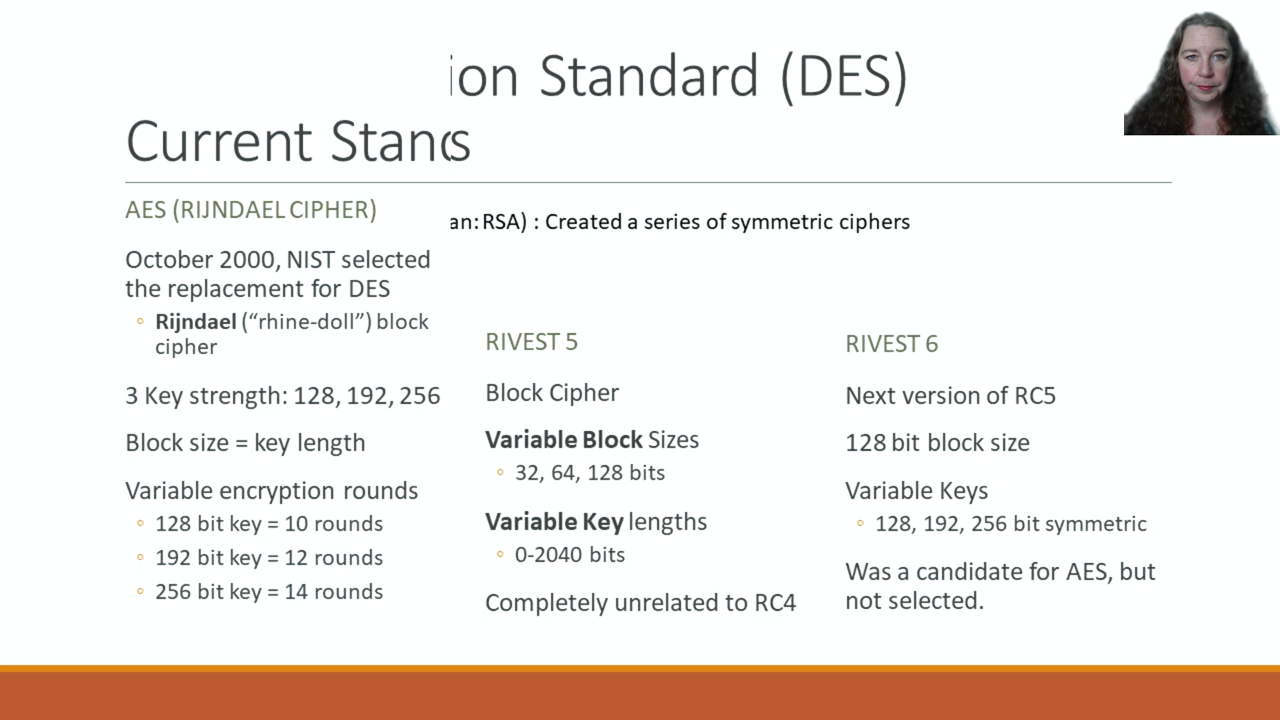 ion Standard (DES)
Current Stan s
AES (RIJNDAEL CIPHER)
an: RSA) : Created a series of symmetric ciphers
October 2000, NIST selected
the replacement for DES
◦ Rijndael (“rhine-doll”) block
cipher
3 Key strength: 128, 192, 256
Block size = key length
Variable encryption rounds
◦ 128 bit key = 10 rounds
◦ 192 bit key = 12 rounds
◦ 256 bit key = 14 rounds
RIVEST 5
Block Cipher
Variable Block Sizes
◦ 32, 64, 128 bits
Variable Key lengths
◦ 0-2040 bits
Completely unrelated to RC4
RIVEST 6
Next version of RC5
128 bit block size
Variable Keys
◦ 128, 192, 256 bit symmetric
Was a candidate for AES, but
not selected.